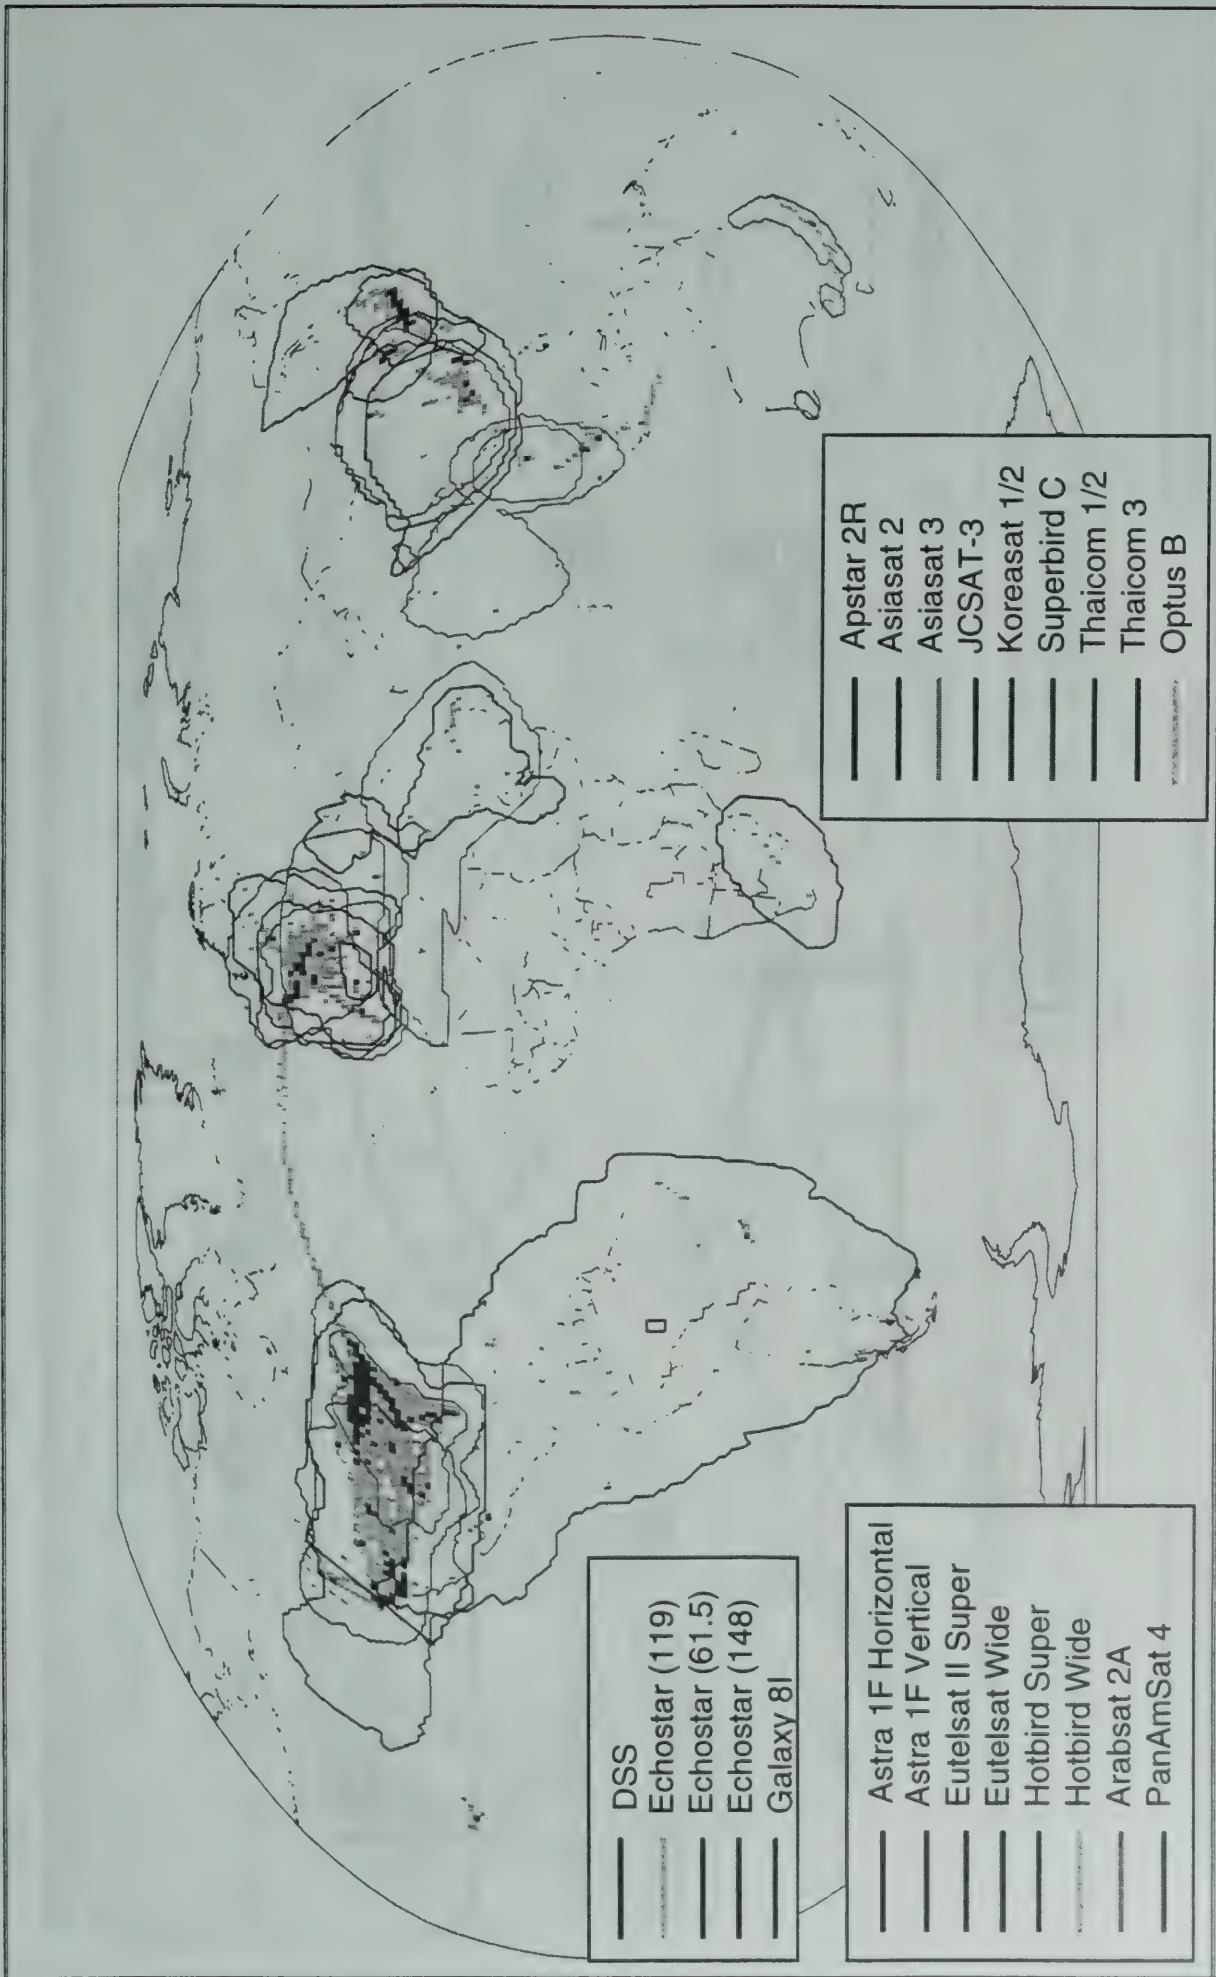 DSS
Echostar (119)
Echostar (61.5)
Echostar (148)
Galaxy 8I
Astra 1F Horizontal
Astra 1F Vertical
Eutelsat II Super
Eutelsat Wide
Hotbird Super
Hotbird Wide
Arabsat 2A
PanAmSat 4
Apstar 2R
Asiasat 2
Asiasat 3
JCSAT-3
Koreasat 1/2
Superbird C
Thaicom 1/2
Thaicom 3
Optus B